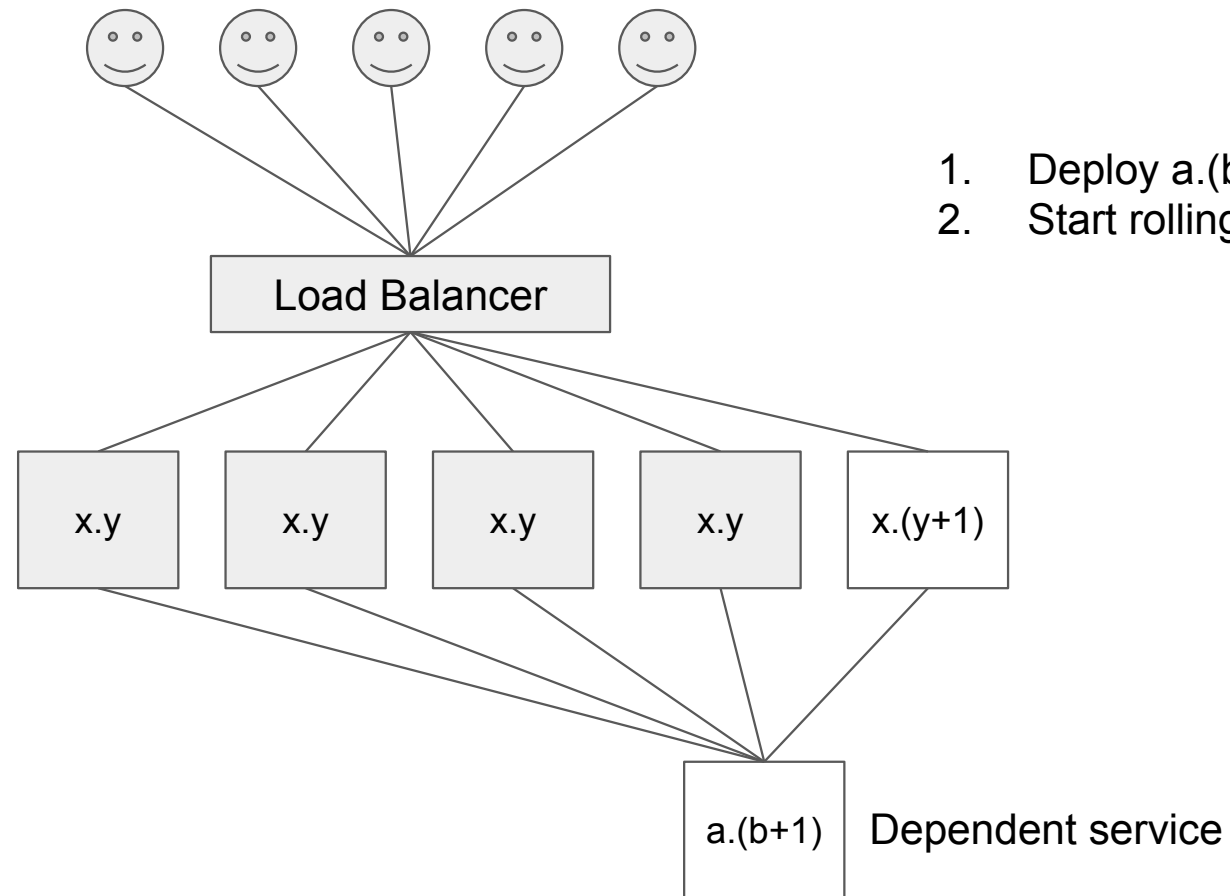 1. Deploy a.(b
2. Start rolling
Load Balancer
x.y x.y x.y x.y x.(y+1)
a.(b+1) Dependent service